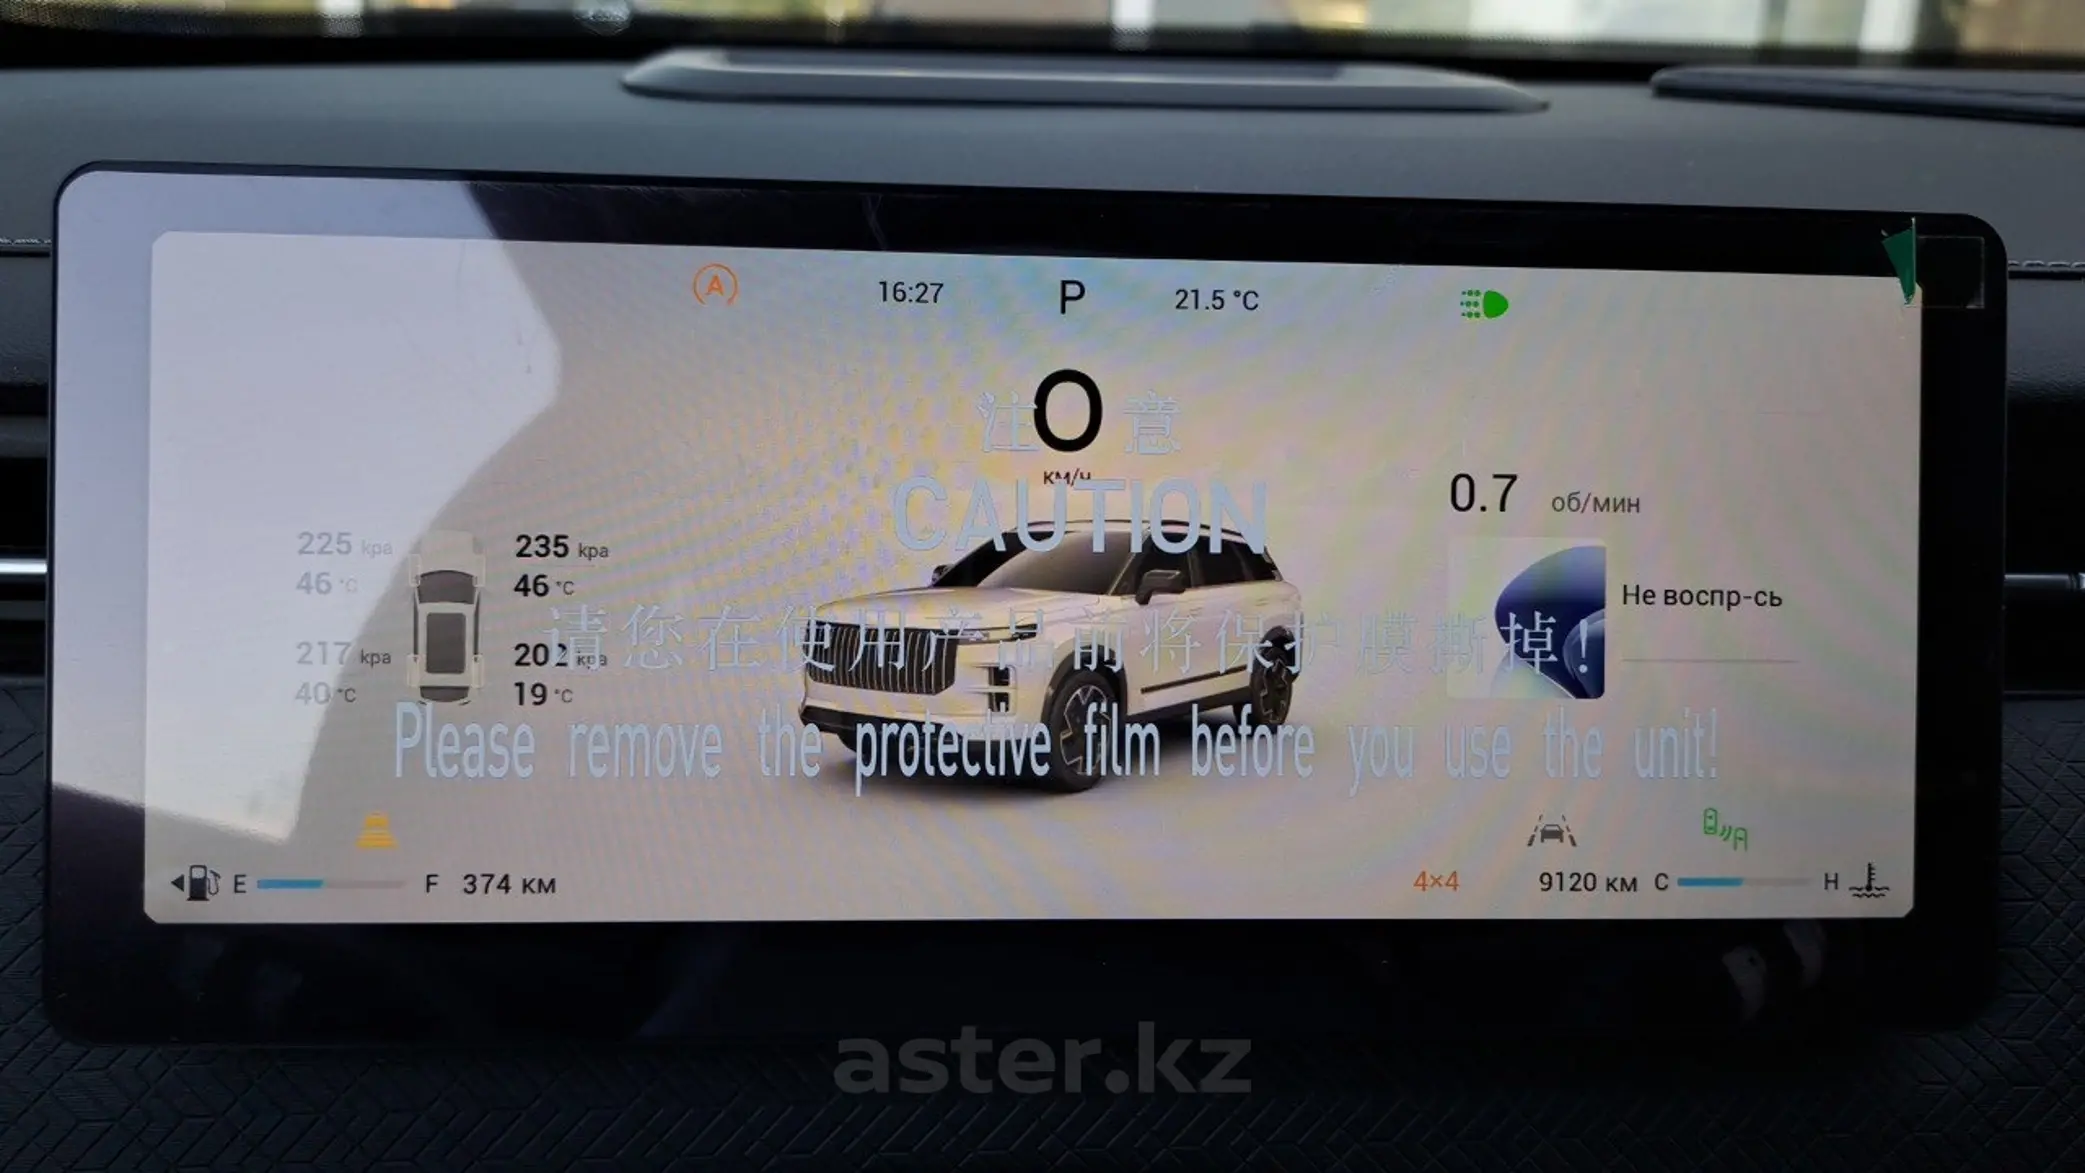 A
16:27 P 21.5 °C
0
км/ч
注 意
CAUTION
0.7 об/мин
225 kpa 235 kpa
46 °C 46 °C
Не воспр-сь
请您在使用产品前将保护膜撕掉!
217 kpa 202 kpa
40 °C 19 °C
Please remove the protective film before you use the unit!
A
E F 374 км 4×4 9120 км C H
aster.kz